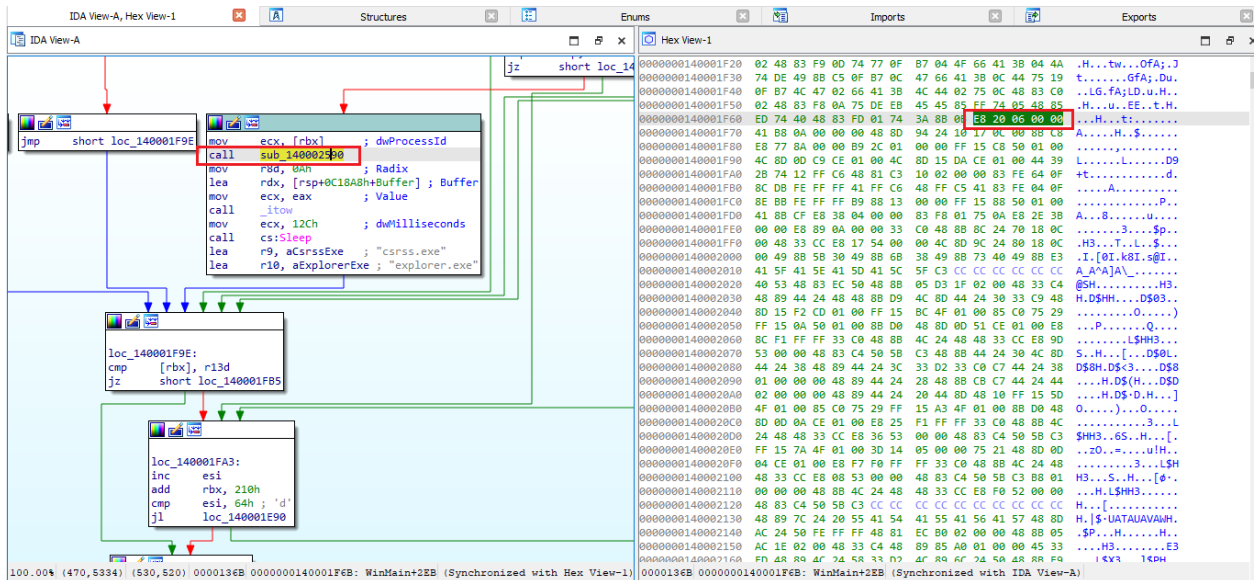 IDA View-A, Hex View-1 Structures Enums Imports Exports
IDA View-A
Hex View-1
jz short loc_14
jmp short loc_140001F9E
mov ecx, [rbx] ; dwProcessId
call sub_140002590
mov r8d, 0Ah ; Radix
lea rdx, [rsp+0C18A8h+Buffer] ; Buffer
mov ecx, eax ; Value
call _itow
mov ecx, 12Ch ; dwMilliseconds
call cs:Sleep
lea r9, aCsrssExe ; "csrss.exe"
lea r10, aExplorerExe ; "explorer.exe"
loc_140001F9E:
cmp [rbx], r13d
jz short loc_140001FB5
loc_140001FA3:
inc esi
add rbx, 210h
cmp esi, 64h ; 'd'
jl loc_140001E90
100.00% (470,5334) (530,520) 0000136B 0000000140001F6B: WinMain+2EB (Synchronized with Hex View-1)
0000000140001F20 02 48 83 F9 0D 74 77 0F B7 04 4F 66 41 3B 04 4A .H...tw...OfA;.J
0000000140001F30 74 DE 49 8B C5 0F B7 0C 47 66 41 3B 0C 44 75 19 t.......GfA;.Du.
0000000140001F40 0F B7 4C 47 02 66 41 3B 4C 44 02 75 0C 48 83 C0 ..LG.fA;LD.u.H..
0000000140001F50 02 48 83 F8 0A 75 DE EB 45 45 85 FF 74 05 48 85 .H...u..EE..t.H.
0000000140001F60 ED 74 40 48 83 FD 01 74 3A 8B 0B E8 20 06 00 00
0000000140001F70 41 B8 0A 00 00 00 48 8D 94 24 10 17 0C 00 8B C8 A.....H..$......
0000000140001F80 E8 77 8A 00 00 B9 2C 01 00 00 FF 15 C8 50 01 00
0000000140001F90 4C 8D 0D C9 CE 01 00 4C 8D 15 DA CE 01 00 44 39 L......L......D9
0000000140001FA0 2B 74 12 FF C6 48 81 C3 10 02 00 00 83 FE 64 0F +t...........d.
0000000140001FB0 8C DB FE FF FF 41 FF C6 48 FF C5 41 83 FE 04 0F
0000000140001FC0 8E BB FE FF FF B9 88 13 00 00 FF 15 88 50 01 00
0000000140001FD0 41 8B CF E8 38 04 00 00 83 F8 01 75 0A E8 2E 3B
0000000140001FE0 00 00 E8 89 0A 00 00 33 C0 48 8B 8C 24 70 18 0C
0000000140001FF0 00 48 33 CC E8 17 54 00 00 4C 8D 9C 24 80 18 0C .H3...T..L..$...
0000000140002000 00 49 8B 5B 30 49 8B 6B 38 49 8B 73 40 49 8B E3 .I.[0I.k8I.s@I..
0000000140002010 41 5F 41 5E 41 5D 41 5C 5F C3 CC CC CC CC CC CC A_A^A]A\_.......
0000000140002020 40 53 48 83 EC 50 48 8B 05 D3 1F 02 00 48 33 C4 @SH..PH......H3.
0000000140002030 48 89 44 24 48 48 8B D9 4C 8D 44 24 30 33 C9 48 H.D$HH..L.D$03.H
0000000140002040 8D 15 F2 CD 01 00 FF 15 BC 4F 01 00 85 C0 75 29 .........O....u)
0000000140002050 FF 15 0A 50 01 00 8B D0 48 8D 0D 51 CE 01 00 E8
0000000140002060 8C F1 FF FF 33 C0 48 8B 4C 24 48 48 33 CC E8 9D
0000000140002070 53 00 00 48 83 C4 50 5B C3 48 8B 44 24 30 4C 8D
0000000140002080 44 24 38 48 89 44 24 3C 33 D2 33 C0 C7 44 24 38 D$8H.D$<3.3..D$8
0000000140002090 01 00 00 00 48 89 44 24 28 48 8B CB C7 44 24 44 ....H.D$(H...D$D
00000001400020A0 02 00 00 00 48 89 44 24 20 44 8D 48 10 FF 15 5D
00000001400020B0 4F 01 00 85 C0 75 29 FF 15 A3 4F 01 00 8B D0 48
00000001400020C0 8D 0D 0A CE 01 00 E8 25 F1 FF FF 33 C0 48 8B 4C
00000001400020D0 24 48 48 33 CC E8 36 53 00 00 48 83 C4 50 5B C3
00000001400020E0 FF 15 7A 4F 01 00 3D 14 05 00 00 75 21 48 8D 0D
00000001400020F0 04 CE 01 00 E8 F7 F0 FF FF 33 C0 48 8B 4C 24 48
0000000140002100 48 33 CC E8 08 53 00 00 48 83 C4 50 5B C3 B8 01
0000000140002110 00 00 00 48 8B 4C 24 48 48 33 CC E8 F0 52 00 00
0000000140002120 48 83 C4 50 5B C3 CC CC CC CC CC CC CC CC CC CC
0000000140002130 48 89 7C 24 20 55 41 54 41 55 41 56 41 57 48 8D H.|$·UATAUAVAWH.
0000000140002140 AC 24 50 FE FF FF 48 81 EC B0 02 00 00 48 8B 05
0000000140002150 AC 1E 02 00 48 33 C4 48 89 85 A0 01 00 00 45 33
0000136B 0000000140001F6B: WinMain+2EB (Synchronized with IDA View-A)